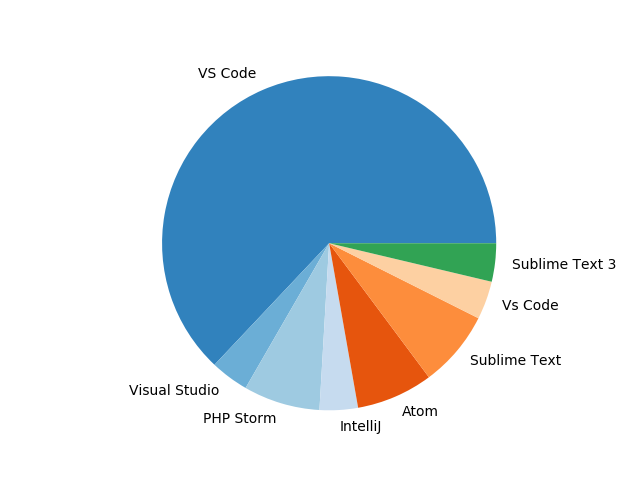 VS Code
Sublime Text 3
Vs Code
Sublime Text
Visual Studio
Atom
PHP Storm
IntelliJ